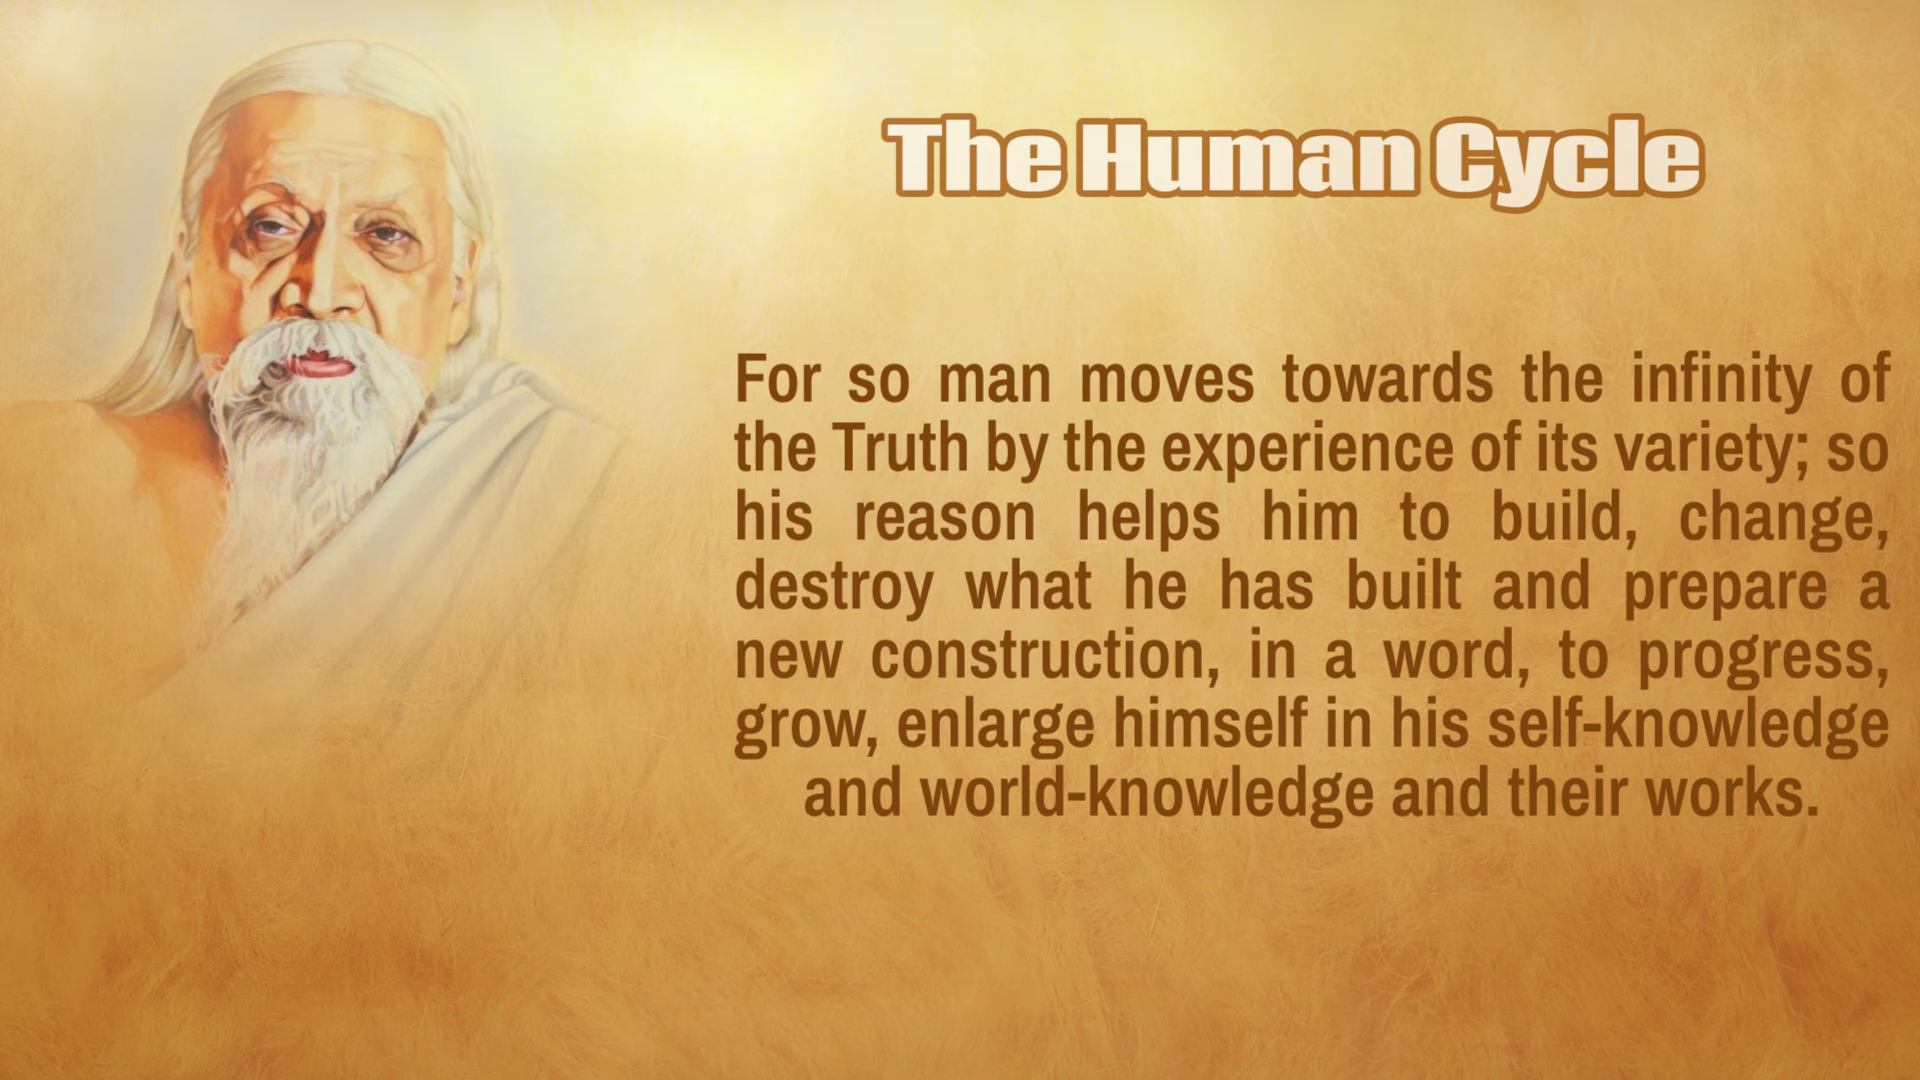 The Human Cycle
For so man moves towards the infinity of
the Truth by the experience of its variety; so
his reason helps him to build, change,
destroy what he has built and prepare a
new construction, in a word, to progress,
grow, enlarge himself in his self-knowledge
and world-knowledge and their works.